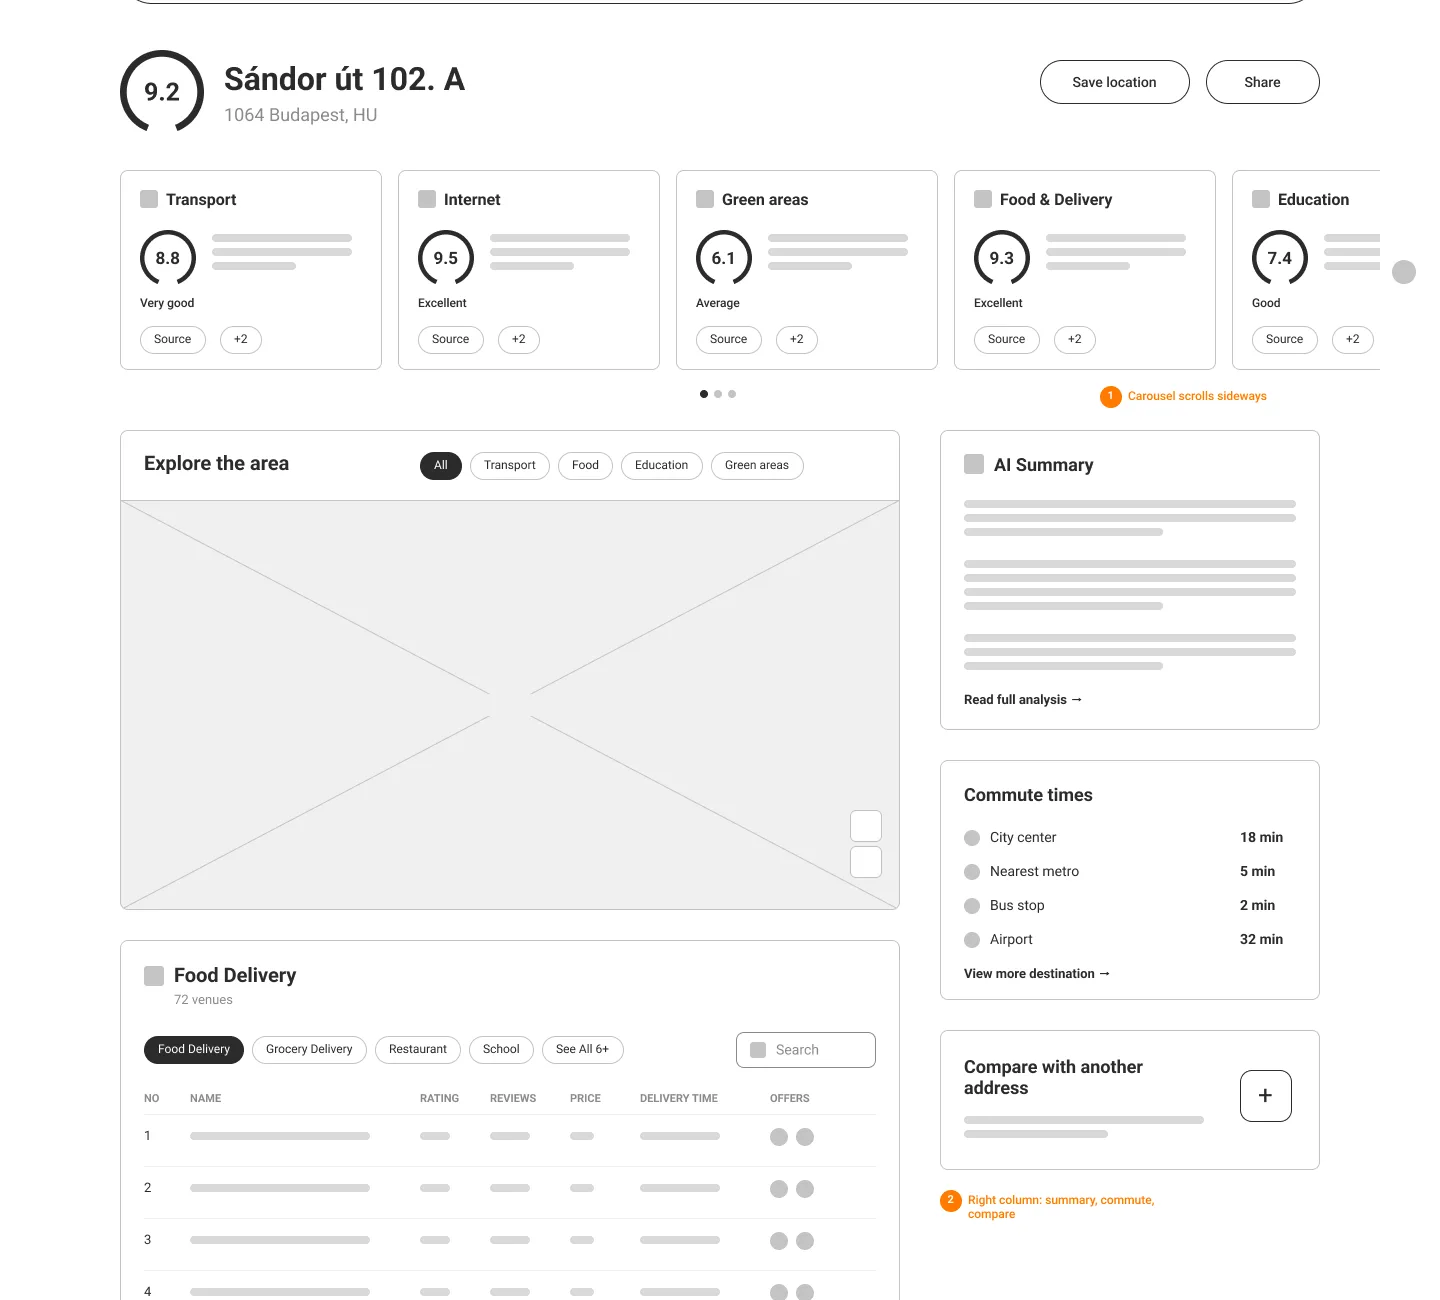 9.2
Sándor út 102. A
1064 Budapest, HU
Save location
Share
Transport
8.8
Very good
Source
+2
Internet
9.5
Excellent
Source
+2
Green areas
6.1
Average
Source
+2
Food & Delivery
9.3
Excellent
Source
+2
Education
7.4
Good
Source
+2
1 Carousel scrolls sideways
Explore the area
All
Transport
Food
Education
Green areas
AI Summary
Read full analysis →
Commute times
City center 18 min
Nearest metro 5 min
Bus stop 2 min
Airport 32 min
View more destination →
Food Delivery
72 venues
Food Delivery
Grocery Delivery
Restaurant
School
See All 6+
Search
NO NAME RATING REVIEWS PRICE DELIVERY TIME OFFERS
1
2
3
4
Compare with another
address
+
2 Right column: summary, commute,
compare